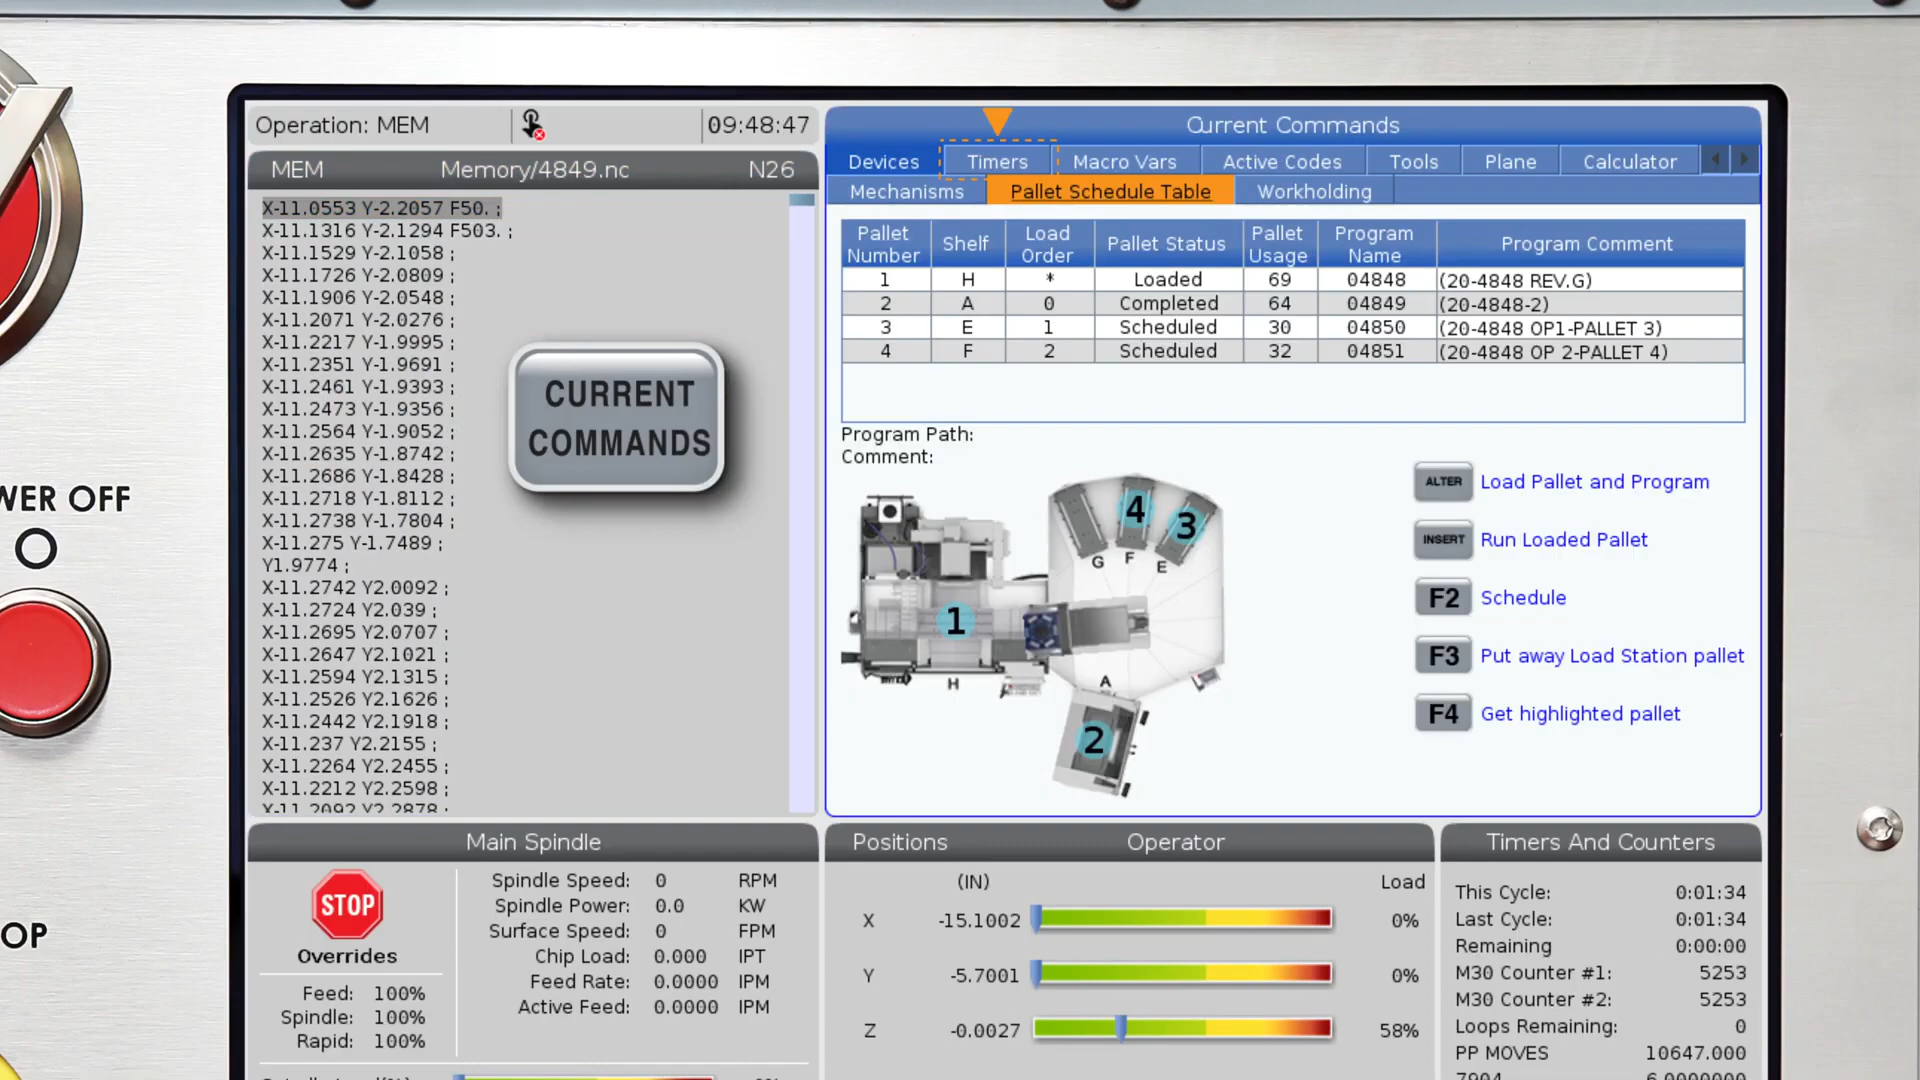 Operation: MEM
09:48:47
MEM Memory/4849.nc N26
X-11.0553 Y-2.2057 F50. ;
X-11.1316 Y-2.1294 F503. ;
X-11.1529 Y-2.1058 ;
X-11.1726 Y-2.0809 ;
X-11.1906 Y-2.0548 ;
X-11.2071 Y-2.0276 ;
X-11.2217 Y-1.9995 ;
X-11.2351 Y-1.9691 ;
X-11.2461 Y-1.9393 ;
X-11.2473 Y-1.9356 ;
X-11.2564 Y-1.9052 ;
X-11.2635 Y-1.8742 ;
X-11.2686 Y-1.8428 ;
X-11.2718 Y-1.8112 ;
X-11.2738 Y-1.7804 ;
X-11.275 Y-1.7489 ;
Y1.9774 ;
X-11.2742 Y2.0092 ;
X-11.2724 Y2.039 ;
X-11.2695 Y2.0707 ;
X-11.2647 Y2.1021 ;
X-11.2594 Y2.1315 ;
X-11.2526 Y2.1626 ;
X-11.2442 Y2.1918 ;
X-11.237 Y2.2155 ;
X-11.2264 Y2.2455 ;
X-11.2212 Y2.2598 ;
X-11.2092 Y2.2878 ;
CURRENT
COMMANDS
Current Commands
Devices Timers Macro Vars Active Codes Tools Plane Calculator
Mechanisms Pallet Schedule Table Workholding
Pallet Number Shelf Load Order Pallet Status Pallet Usage Program Name Program Comment
1 H * Loaded 69 O4848 (20-4848 REV.G)
2 A 0 Completed 64 O4849 (20-4848-2)
3 E 1 Scheduled 30 O4850 (20-4848 OP1-PALLET 3)
4 F 2 Scheduled 32 O4851 (20-4848 OP 2-PALLET 4)
Program Path:
Comment:
4
3
G F E
1
H
A
2
ALTER Load Pallet and Program
INSERT Run Loaded Pallet
F2 Schedule
F3 Put away Load Station pallet
F4 Get highlighted pallet
WER OFF
OP
Main Spindle
STOP
Overrides
Feed: 100%
Spindle: 100%
Rapid: 100%
Spindle Speed: 0 RPM
Spindle Power: 0.0 KW
Surface Speed: 0 FPM
Chip Load: 0.000 IPT
Feed Rate: 0.0000 IPM
Active Feed: 0.0000 IPM
Positions Operator
(IN) Load
X -15.1002 0%
Y -5.7001 0%
Z -0.0027 58%
Timers And Counters
This Cycle: 0:01:34
Last Cycle: 0:01:34
Remaining 0:00:00
M30 Counter #1: 5253
M30 Counter #2: 5253
Loops Remaining: 0
PP MOVES 10647.000